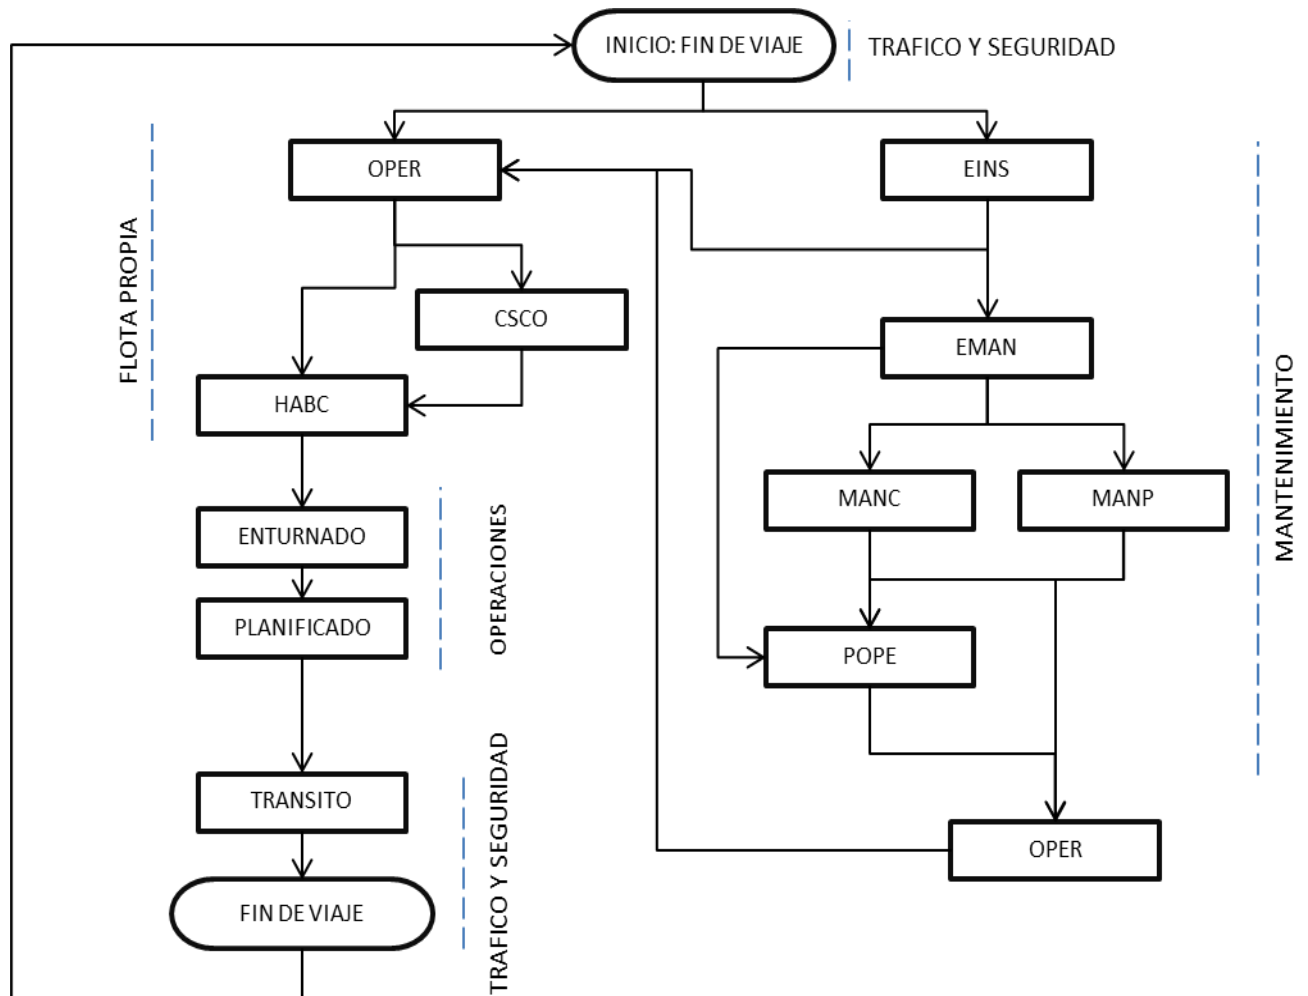 INICIO: FIN DE VIAJE
TRAFICO Y SEGURIDAD
OPER
EINS
FLOTA PROPIA
CSCO
EMAN
HABC
MANTENIMIENTO
MANC
MANP
ENTURNADO
OPERACIONES
PLANIFICADO
POPE
TRANSITO
TRAFICO Y SEGURIDAD
OPER
FIN DE VIAJE